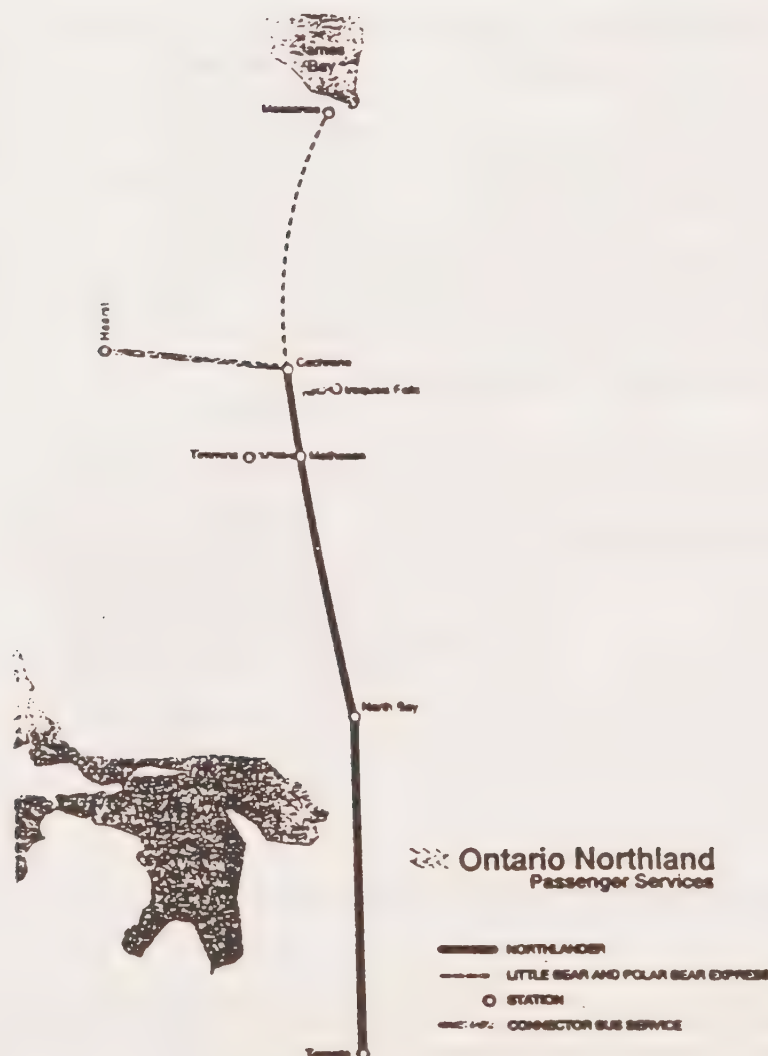 James
Bay
Moosonee
Hearst
Cochrane
Iroquois Falls
Timmins
Matheson
North Bay
Ontario Northland
Passenger Services
NORTHLANDER
LITTLE BEAR AND POLAR BEAR EXPRESS
STATION
CONNECTOR BUS SERVICE
Toronto